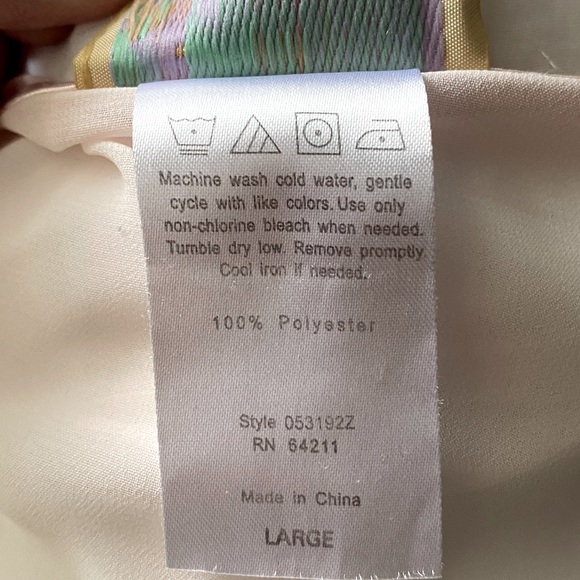 Machine wash cold water, gentle
cycle with like colors. Use only
non-chlorine bleach when needed.
Tumble dry low. Remove promptly.
Cool iron if needed.
100% Polyester
Style 053192Z
RN 64211
Made in China
LARGE